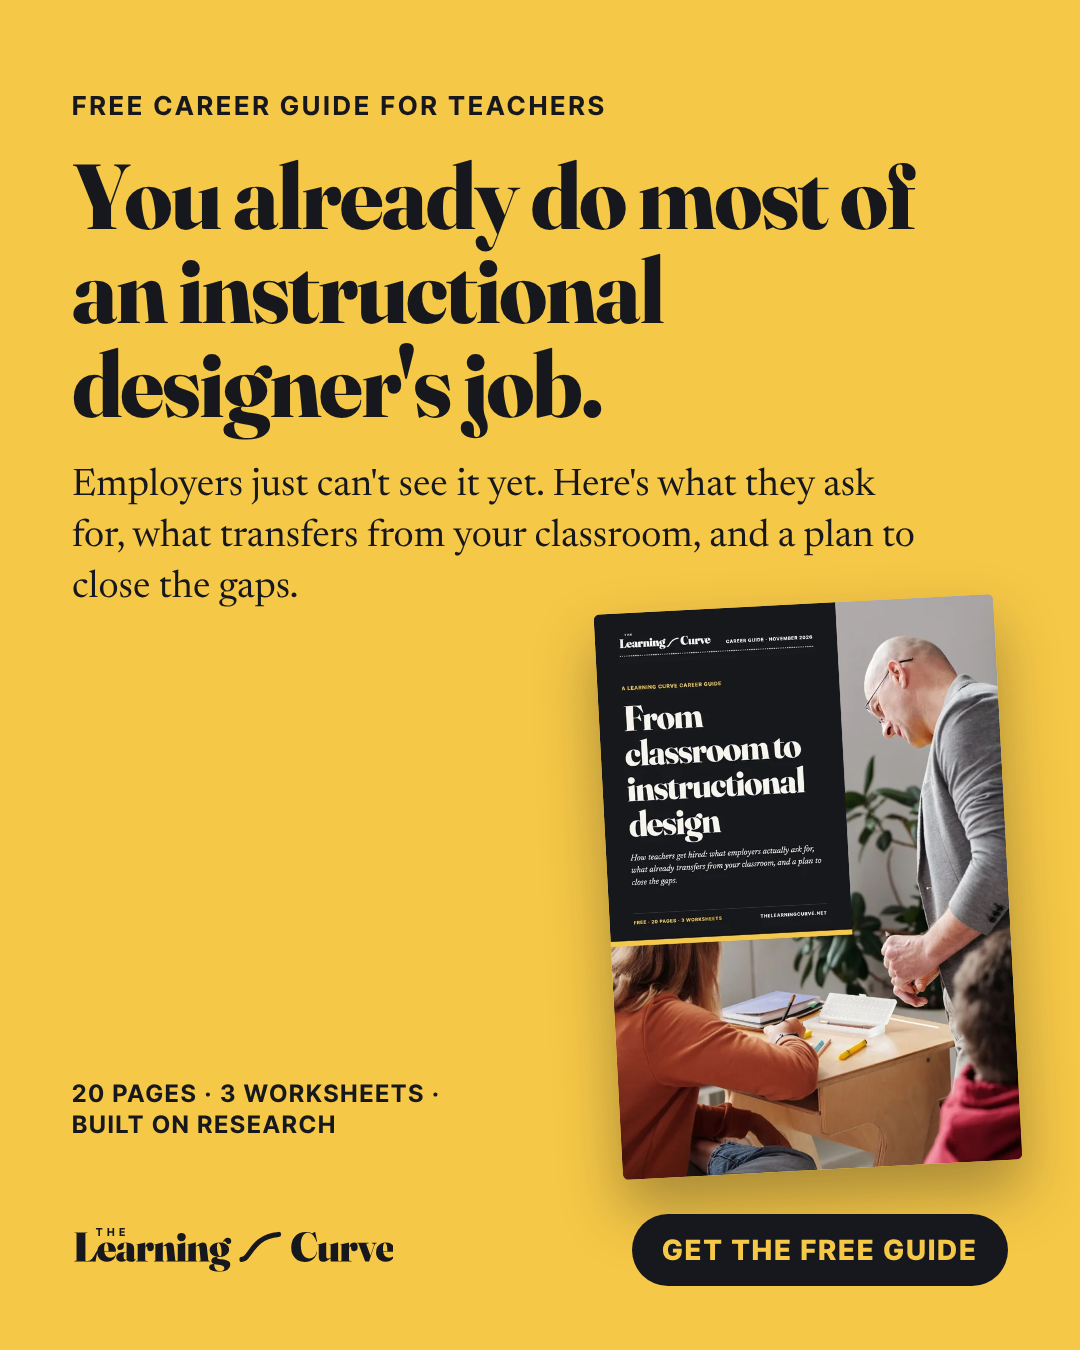 FREE CAREER GUIDE FOR TEACHERS
You already do most of
an instructional
designer's job.
Employers just can't see it yet. Here's what they ask
for, what transfers from your classroom, and a plan to
close the gaps.
THE
Learning Curve
CAREER GUIDE · NOVEMBER 2026
A LEARNING CURVE CAREER GUIDE
From
classroom to
instructional
design
How teachers get hired: what employers actually ask for,
what already transfers from your classroom, and a plan to
close the gaps.
FREE · 20 PAGES · 3 WORKSHEETS
THELEARNINGCURVE.NET
20 PAGES · 3 WORKSHEETS ·
BUILT ON RESEARCH
THE
Learning Curve
GET THE FREE GUIDE